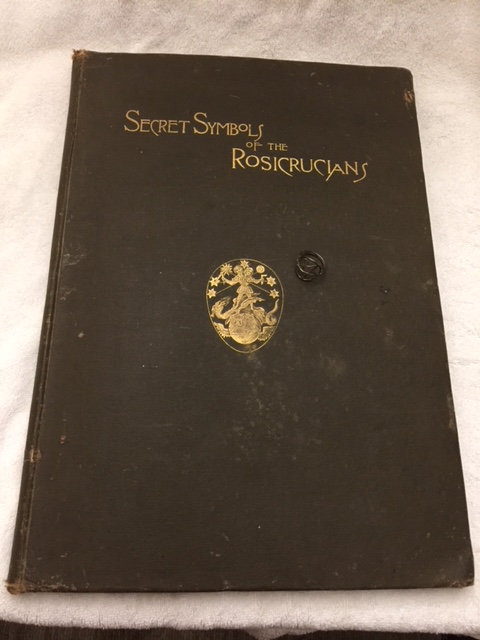 SECRET SYMBOLS
OF THE
ROSICRUCIANS